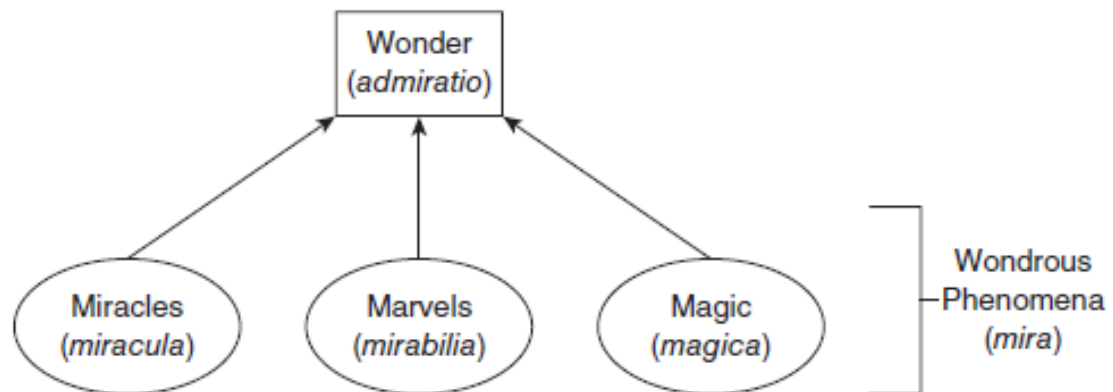 Wonder
(admiratio)
Miracles
(miracula)
Marvels
(mirabilia)
Magic
(magica)
Wondrous
Phenomena
(mira)